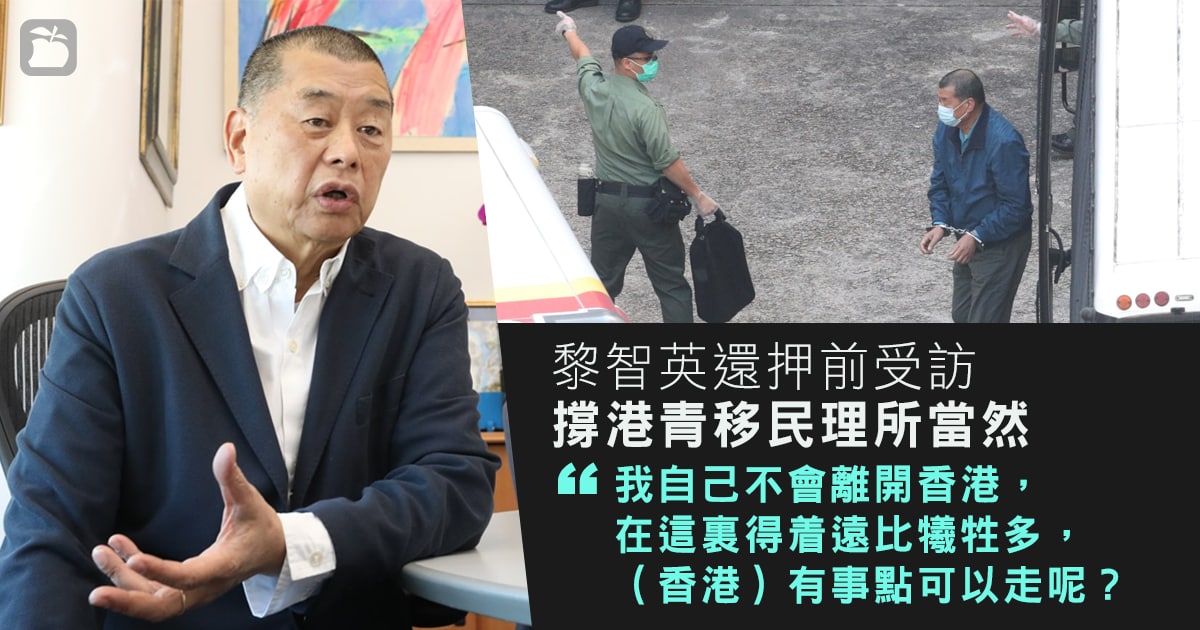 黎智英還押前受訪
撐港青移民理所當然
“我自己不會離開香港，
在這裏得着遠比犧牲多，
（香港）有事點可以走呢？